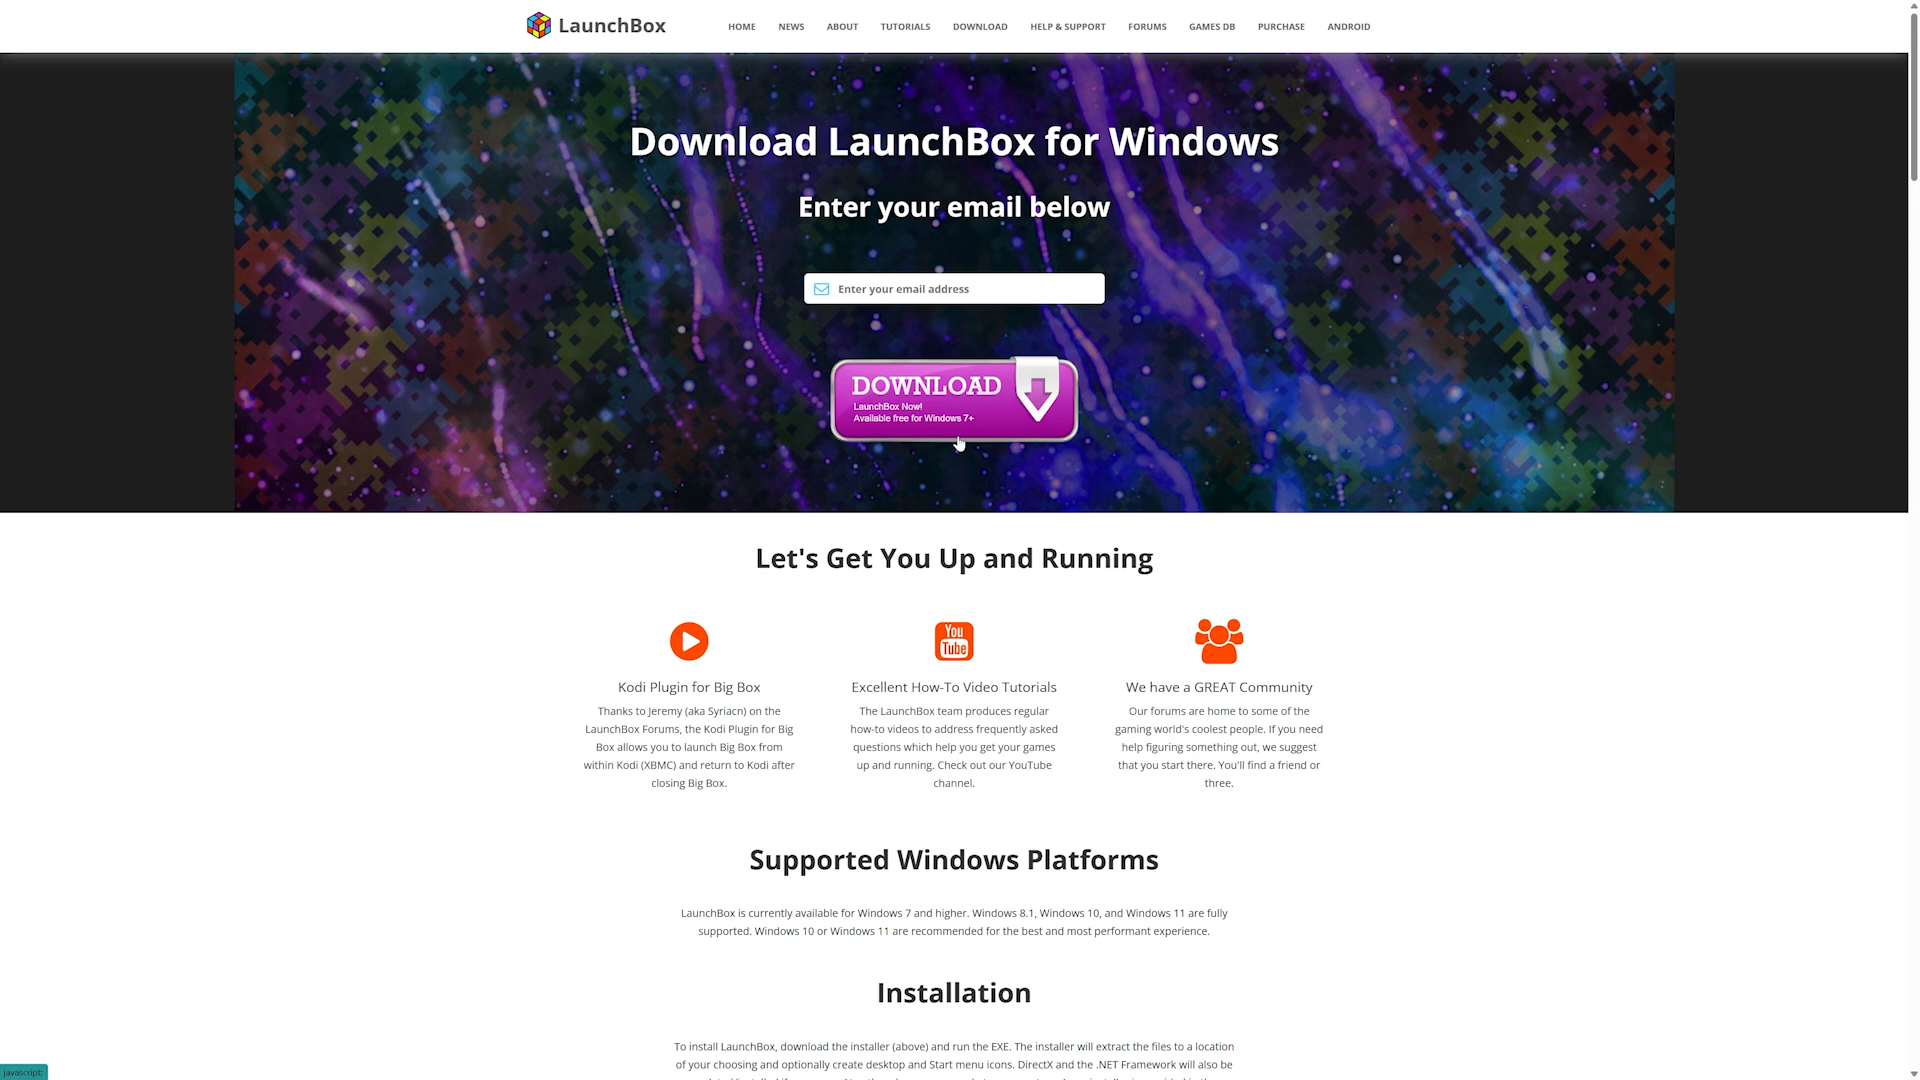 LaunchBox
HOME NEWS ABOUT TUTORIALS DOWNLOAD HELP & SUPPORT FORUMS GAMES DB PURCHASE ANDROID
Download LaunchBox for Windows
Enter your email below
Enter your email address
DOWNLOAD
LaunchBox Now!
Available free for Windows 7+
Let's Get You Up and Running
You
Tube
Kodi Plugin for Big Box
Thanks to Jeremy (aka Syriacn) on the
LaunchBox Forums, the Kodi Plugin for Big
Box allows you to launch Big Box from
within Kodi (XBMC) and return to Kodi after
closing Big Box.
Excellent How-To Video Tutorials
The LaunchBox team produces regular
how-to videos to address frequently asked
questions which help you get your games
up and running. Check out our YouTube
channel.
We have a GREAT Community
Our forums are home to some of the
gaming world's coolest people. If you need
help figuring something out, we suggest
that you start there. You'll find a friend or
three.
Supported Windows Platforms
LaunchBox is currently available for Windows 7 and higher. Windows 8.1, Windows 10, and Windows 11 are fully
supported. Windows 10 or Windows 11 are recommended for the best and most performant experience.
Installation
To install LaunchBox, download the installer (above) and run the EXE. The installer will extract the files to a location
of your choosing and optionally create desktop and Start menu icons. DirectX and the .NET Framework will also be
javascript: